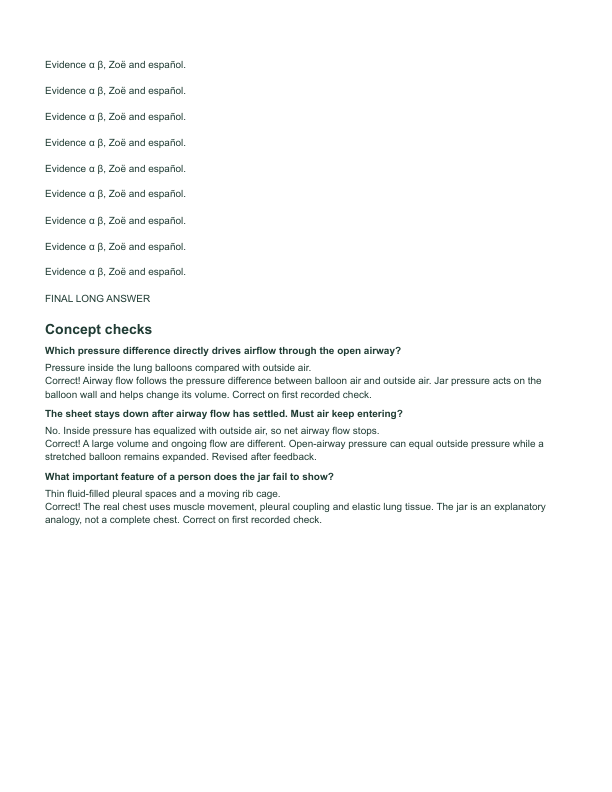 Evidence α β, Zoë and español.
Evidence α β, Zoë and español.
Evidence α β, Zoë and español.
Evidence α β, Zoë and español.
Evidence α β, Zoë and español.
Evidence α β, Zoë and español.
Evidence α β, Zoë and español.
Evidence α β, Zoë and español.
Evidence α β, Zoë and español.
FINAL LONG ANSWER
Concept checks
Which pressure difference directly drives airflow through the open airway?
Pressure inside the lung balloons compared with outside air.
Correct! Airway flow follows the pressure difference between balloon air and outside air. Jar pressure acts on the
balloon wall and helps change its volume. Correct on first recorded check.
The sheet stays down after airway flow has settled. Must air keep entering?
No. Inside pressure has equalized with outside air, so net airway flow stops.
Correct! A large volume and ongoing flow are different. Open-airway pressure can equal outside pressure while a
stretched balloon remains expanded. Revised after feedback.
What important feature of a person does the jar fail to show?
Thin fluid-filled pleural spaces and a moving rib cage.
Correct! The real chest uses muscle movement, pleural coupling and elastic lung tissue. The jar is an explanatory
analogy, not a complete chest. Correct on first recorded check.